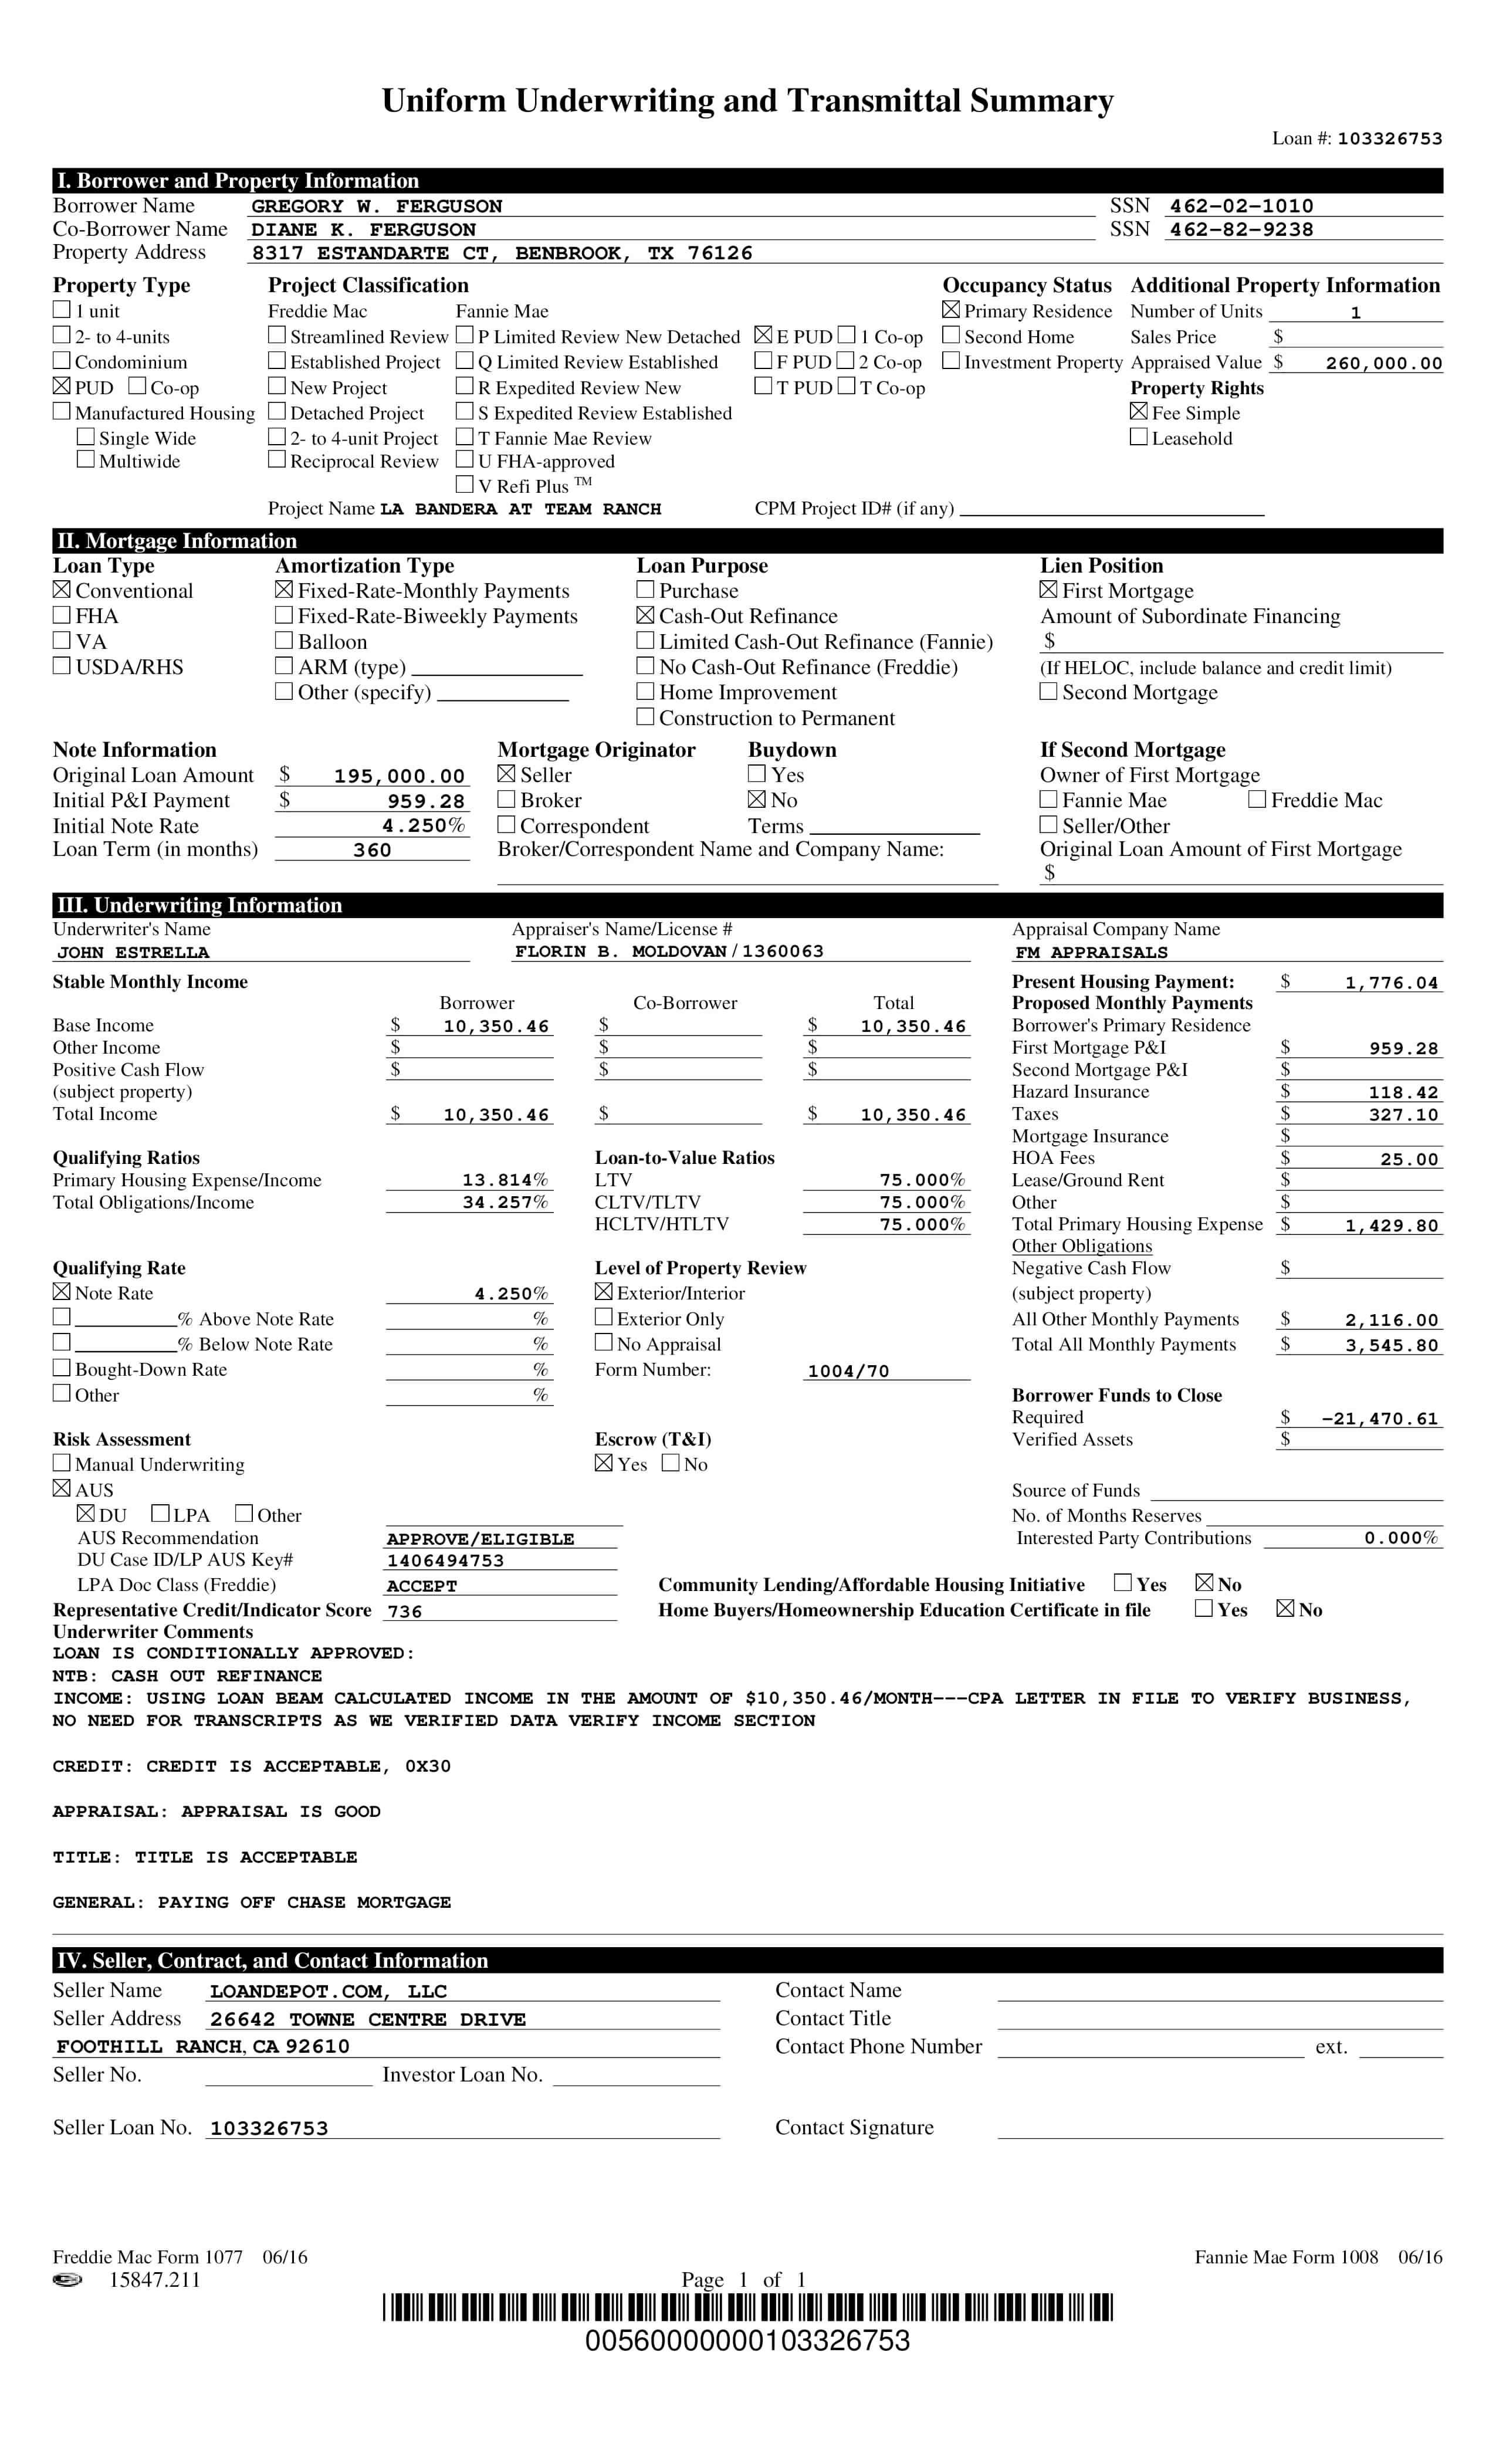 Uniform Underwriting and Transmittal Summary
Loan #: 103326753
I. Borrower and Property Information
Borrower Name GREGORY W. FERGUSON SSN 462-02-1010
Co-Borrower Name DIANE K. FERGUSON SSN 462-82-9238
Property Address 8317 ESTANDARTE CT, BENBROOK, TX 76126
Property Type Project Classification Occupancy Status Additional Property Information
☐ 1 unit Freddie Mac Fannie Mae ☒ Primary Residence Number of Units 1
☐ 2- to 4-units ☐ Streamlined Review ☐ P Limited Review New Detached ☒ E PUD ☐ 1 Co-op ☐ Second Home Sales Price $
☐ Condominium ☐ Established Project ☐ Q Limited Review Established ☐ F PUD ☐ 2 Co-op ☐ Investment Property Appraised Value $ 260,000.00
☒ PUD ☐ Co-op ☐ New Project ☐ R Expedited Review New ☐ T PUD ☐ T Co-op Property Rights
☐ Manufactured Housing ☐ Detached Project ☐ S Expedited Review Established ☒ Fee Simple
☐ Single Wide ☐ 2- to 4-unit Project ☐ T Fannie Mae Review ☐ Leasehold
☐ Multiwide ☐ Reciprocal Review ☐ U FHA-approved
☐ V Refi Plus TM
Project Name LA BANDERA AT TEAM RANCH CPM Project ID# (if any)
II. Mortgage Information
Loan Type Amortization Type Loan Purpose Lien Position
☒ Conventional ☒ Fixed-Rate-Monthly Payments ☐ Purchase ☒ First Mortgage
☐ FHA ☐ Fixed-Rate-Biweekly Payments ☒ Cash-Out Refinance Amount of Subordinate Financing
☐ VA ☐ Balloon ☐ Limited Cash-Out Refinance (Fannie) $
☐ USDA/RHS ☐ ARM (type) ☐ No Cash-Out Refinance (Freddie) (If HELOC, include balance and credit limit)
☐ Other (specify) ☐ Home Improvement ☐ Second Mortgage
☐ Construction to Permanent
Note Information Mortgage Originator Buydown If Second Mortgage
Original Loan Amount $ 195,000.00 ☒ Seller ☐ Yes Owner of First Mortgage
Initial P&I Payment $ 959.28 ☐ Broker ☒ No ☐ Fannie Mae ☐ Freddie Mac
Initial Note Rate 4.250% ☐ Correspondent Terms ☐ Seller/Other
Loan Term (in months) 360 Broker/Correspondent Name and Company Name: Original Loan Amount of First Mortgage
$
III. Underwriting Information
Underwriter's Name Appraiser's Name/License # Appraisal Company Name
JOHN ESTRELLA FLORIN B. MOLDOVAN / 1360063 FM APPRAISALS
Stable Monthly Income Present Housing Payment: $ 1,776.04
Borrower Co-Borrower Total Proposed Monthly Payments
Base Income $ 10,350.46 $ $ 10,350.46 Borrower's Primary Residence
Other Income $ $ $ First Mortgage P&I $ 959.28
Positive Cash Flow $ $ $ Second Mortgage P&I $
(subject property) Hazard Insurance $ 118.42
Total Income $ 10,350.46 $ $ 10,350.46 Taxes $ 327.10
Mortgage Insurance $
Qualifying Ratios Loan-to-Value Ratios HOA Fees $ 25.00
Primary Housing Expense/Income 13.814% LTV 75.000% Lease/Ground Rent $
Total Obligations/Income 34.257% CLTV/TLTV 75.000% Other $
HCLTV/HTLTV 75.000% Total Primary Housing Expense $ 1,429.80
Other Obligations
Qualifying Rate Level of Property Review Negative Cash Flow $
☒ Note Rate 4.250% ☒ Exterior/Interior (subject property)
☐ % Above Note Rate % ☐ Exterior Only All Other Monthly Payments $ 2,116.00
☐ % Below Note Rate % ☐ No Appraisal Total All Monthly Payments $ 3,545.80
☐ Bought-Down Rate % Form Number: 1004/70
☐ Other % Borrower Funds to Close
Required $ -21,470.61
Risk Assessment Escrow (T&I) Verified Assets $
☐ Manual Underwriting ☒ Yes ☐ No
☒ AUS Source of Funds
☒ DU ☐ LPA ☐ Other No. of Months Reserves
AUS Recommendation APPROVE/ELIGIBLE Interested Party Contributions 0.000%
DU Case ID/LP AUS Key# 1406494753
LPA Doc Class (Freddie) ACCEPT Community Lending/Affordable Housing Initiative ☐ Yes ☒ No
Representative Credit/Indicator Score 736 Home Buyers/Homeownership Education Certificate in file ☐ Yes ☒ No
Underwriter Comments
LOAN IS CONDITIONALLY APPROVED:
NTB: CASH OUT REFINANCE
INCOME: USING LOAN BEAM CALCULATED INCOME IN THE AMOUNT OF $10,350.46/MONTH---CPA LETTER IN FILE TO VERIFY BUSINESS,
NO NEED FOR TRANSCRIPTS AS WE VERIFIED DATA VERIFY INCOME SECTION
CREDIT: CREDIT IS ACCEPTABLE, 0X30
APPRAISAL: APPRAISAL IS GOOD
TITLE: TITLE IS ACCEPTABLE
GENERAL: PAYING OFF CHASE MORTGAGE
IV. Seller, Contract, and Contact Information
Seller Name LOANDEPOT.COM, LLC Contact Name
Seller Address 26642 TOWNE CENTRE DRIVE Contact Title
FOOTHILL RANCH, CA 92610 Contact Phone Number ext.
Seller No. Investor Loan No.
Seller Loan No. 103326753 Contact Signature
Freddie Mac Form 1077 06/16 Fannie Mae Form 1008 06/16
15847.211 Page 1 of 1
00560000000103326753